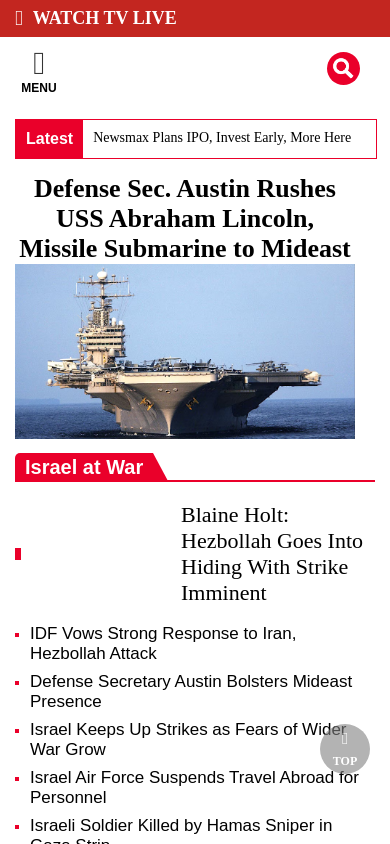 WATCH TV LIVE
MENU
Latest
Newsmax Plans IPO, Invest Early, More Here
Defense Sec. Austin Rushes
USS Abraham Lincoln,
Missile Submarine to Mideast
Israel at War
Blaine Holt:
Hezbollah Goes Into
Hiding With Strike
Imminent
IDF Vows Strong Response to Iran,
Hezbollah Attack
Defense Secretary Austin Bolsters Mideast
Presence
Israel Keeps Up Strikes as Fears of Wider
War Grow
TOP
Israel Air Force Suspends Travel Abroad for
Personnel
Israeli Soldier Killed by Hamas Sniper in
Gaza Strip